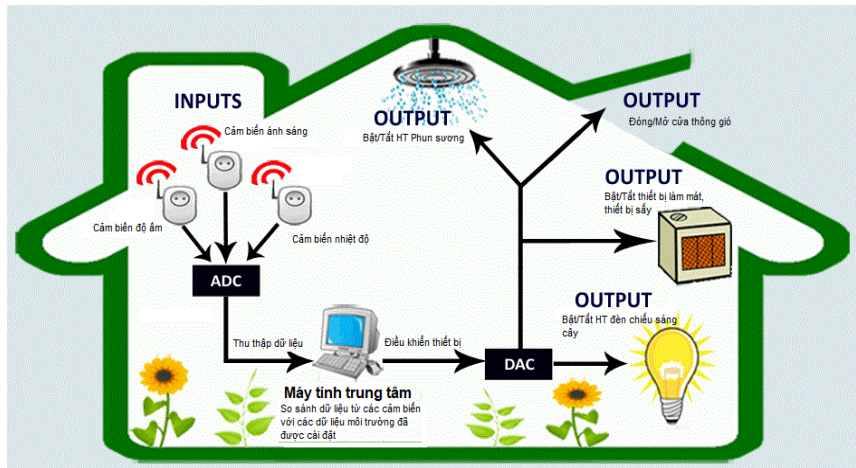 INPUTS
Cảm biến ánh sáng
Cảm biến độ ẩm
Cảm biến nhiệt độ
ADC
Thu thập dữ liệu
Máy tính trung tâm
So sánh dữ liệu từ các cảm biến
với các dữ liệu môi trường đã
được cài đặt
Điều khiển thiết bị
DAC
OUTPUT
Bật/Tắt HT Phun sương
OUTPUT
Đóng/Mở cửa thông gió
OUTPUT
Bật/Tắt thiết bị làm mát,
thiết bị sấy
OUTPUT
Bật/Tắt HT đèn chiếu sáng
cây